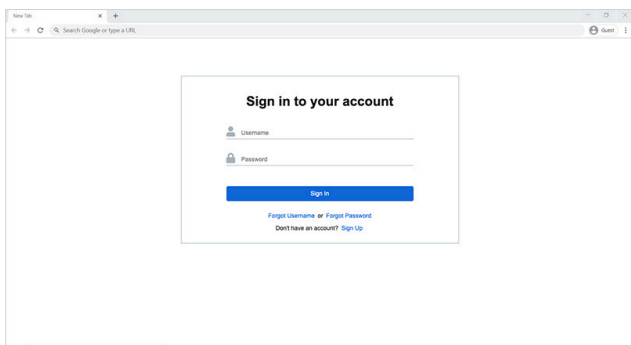 New Tab
Search Google or type a URL
Guest
Sign in to your account
Username
Password
Sign In
Forgot Username or Forgot Password
Don't have an account? Sign Up